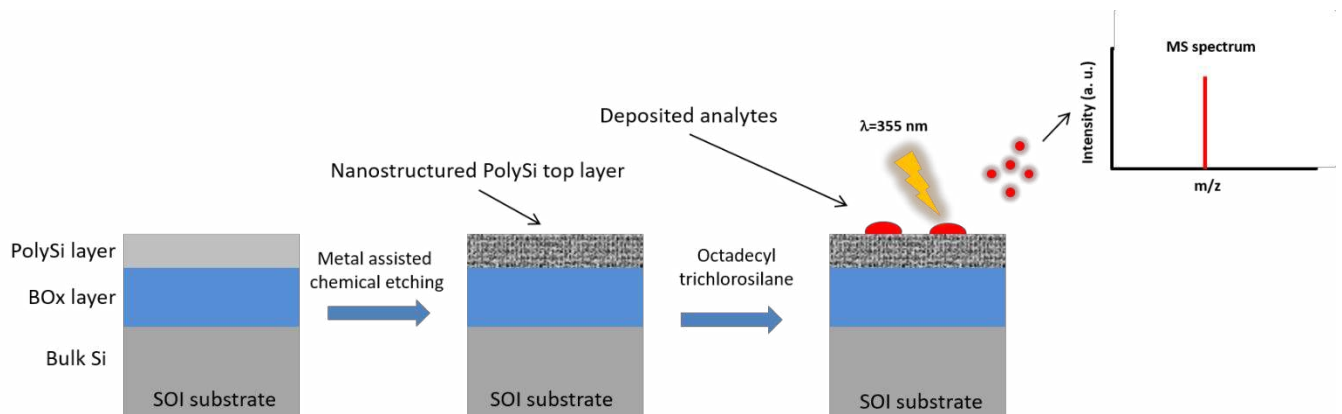 MS spectrum
Intensity (a. u.)
m/z
Deposited analytes
λ=355 nm
Nanostructured PolySi top layer
PolySi layer
BOx layer
Bulk Si
Metal assisted
chemical etching
Octadecyl
trichlorosilane
SOI substrate
SOI substrate
SOI substrate